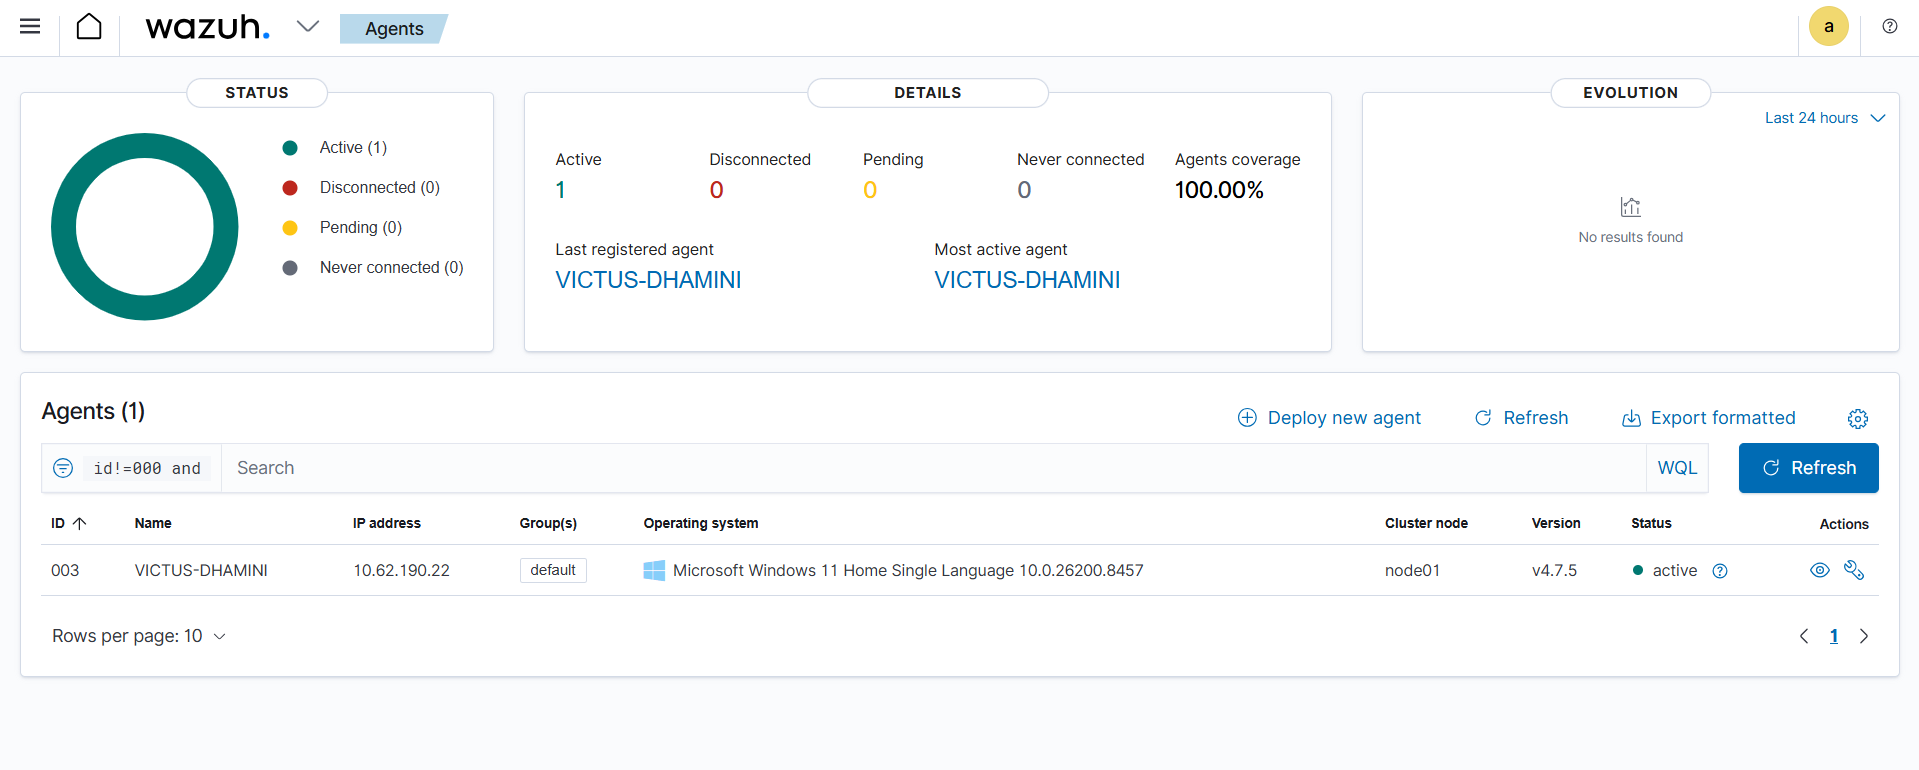 wazuh. Agents a
STATUS
Active (1)
Disconnected (0)
Pending (0)
Never connected (0)
DETAILS
Active Disconnected Pending Never connected Agents coverage
1 0 0 0 100.00%
Last registered agent Most active agent
VICTUS-DHAMINI VICTUS-DHAMINI
EVOLUTION
Last 24 hours
No results found
Agents (1)
Deploy new agent Refresh Export formatted
id!=000 and Search WQL Refresh
ID Name IP address Group(s) Operating system Cluster node Version Status Actions
003 VICTUS-DHAMINI 10.62.190.22 default Microsoft Windows 11 Home Single Language 10.0.26200.8457 node01 v4.7.5 active
Rows per page: 10 1